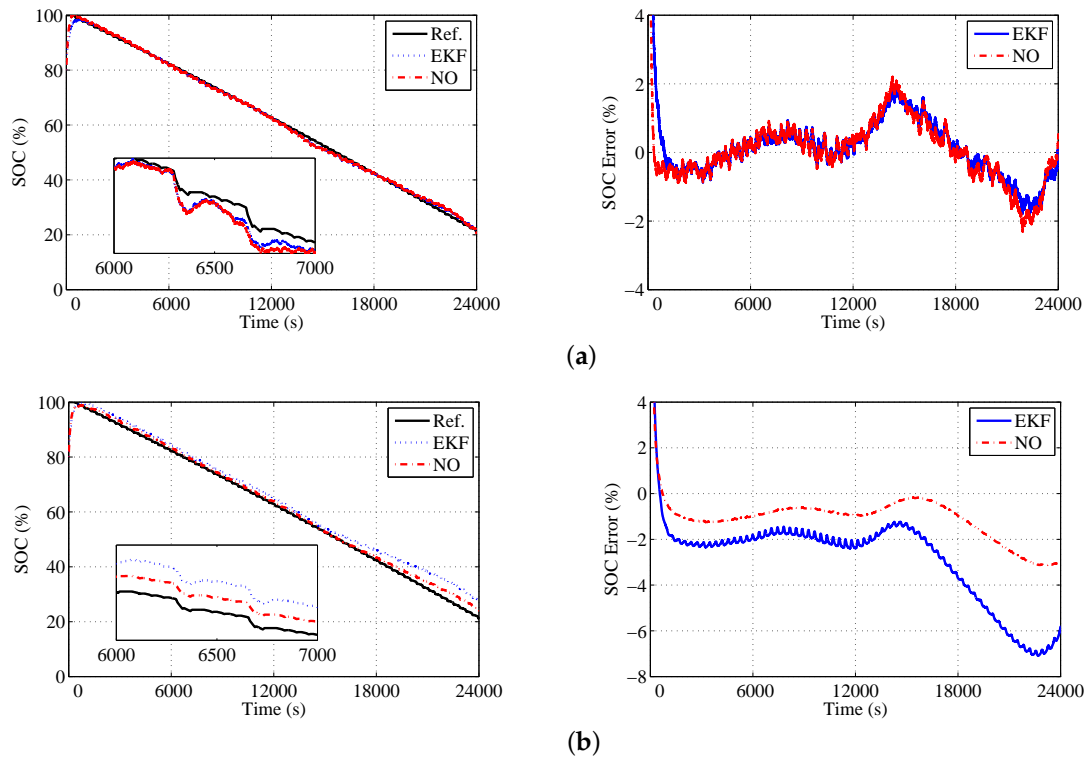 100
80
60
40
20
0
SOC (%)
Ref.
EKF
NO
6000
6500
7000
0
6000
12000
18000
24000
Time (s)
4
2
0
−2
−4
SOC Error (%)
EKF
NO
0
6000
12000
18000
24000
Time (s)
(a)
100
80
60
40
20
0
SOC (%)
Ref.
EKF
NO
6000
6500
7000
0
6000
12000
18000
24000
Time (s)
4
2
0
−2
−4
−6
−8
SOC Error (%)
EKF
NO
0
6000
12000
18000
24000
Time (s)
(b)